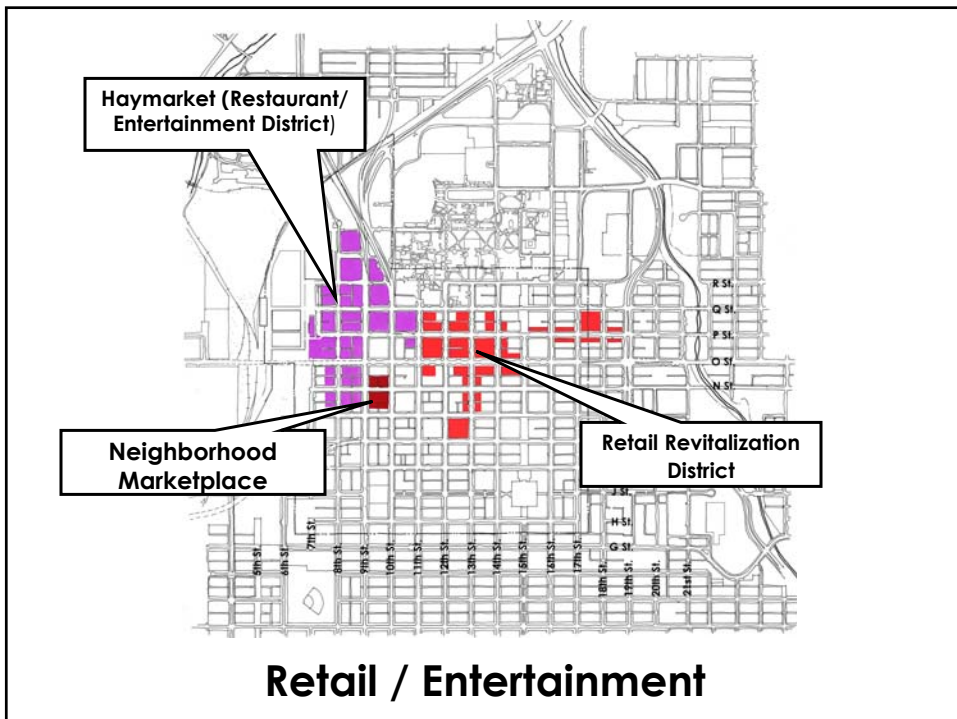 Haymarket (Restaurant/
Entertainment District)
R St.
Q St.
P St.
O St.
N St.
Neighborhood
Marketplace
Retail Revitalization
District
J St.
H St.
G St.
5th St.
6th St.
7th St.
8th St.
9th St.
10th St.
11th St.
12th St.
13th St.
14th St.
15th St.
16th St.
17th St.
18th St.
19th St.
20th St.
21st St.
Retail / Entertainment